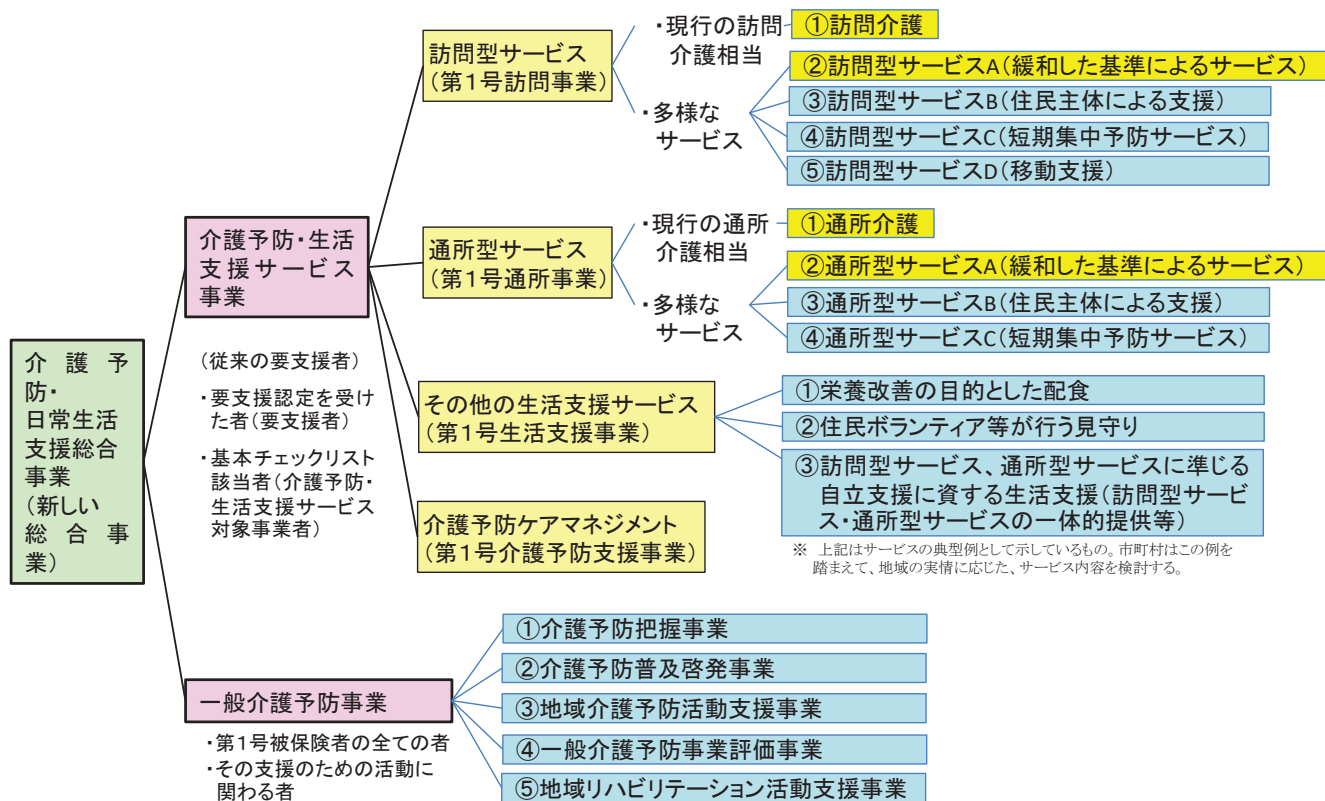 介護予防・
日常生活
支援総合
事業
(新しい
総合事
業)
介護予防・生活
支援サービス
事業
(従来の要支援者)
・要支援認定を受け
た者(要支援者)
・基本チェックリスト
該当者(介護予防・
生活支援サービス
対象事業者)
訪問型サービス
(第1号訪問事業)
・現行の訪問
介護相当
①訪問介護
・多様な
サービス
②訪問型サービスA(緩和した基準によるサービス)
③訪問型サービスB(住民主体による支援)
④訪問型サービスC(短期集中予防サービス)
⑤訪問型サービスD(移動支援)
通所型サービス
(第1号通所事業)
・現行の通所
介護相当
①通所介護
・多様な
サービス
②通所型サービスA(緩和した基準によるサービス)
③通所型サービスB(住民主体による支援)
④通所型サービスC(短期集中予防サービス)
その他の生活支援サービス
(第1号生活支援事業)
①栄養改善の目的とした配食
②住民ボランティア等が行う見守り
③訪問型サービス、通所型サービスに準じる
自立支援に資する生活支援(訪問型サービ
ス・通所型サービスの一体的提供等)
※ 上記はサービスの典型例として示しているもの。市町村はこの例を
踏まえて、地域の実情に応じた、サービス内容を検討する。
介護予防ケアマネジメント
(第1号介護予防支援事業)
一般介護予防事業
・第1号被保険者の全ての者
・その支援のための活動に
関わる者
①介護予防把握事業
②介護予防普及啓発事業
③地域介護予防活動支援事業
④一般介護予防事業評価事業
⑤地域リハビリテーション活動支援事業